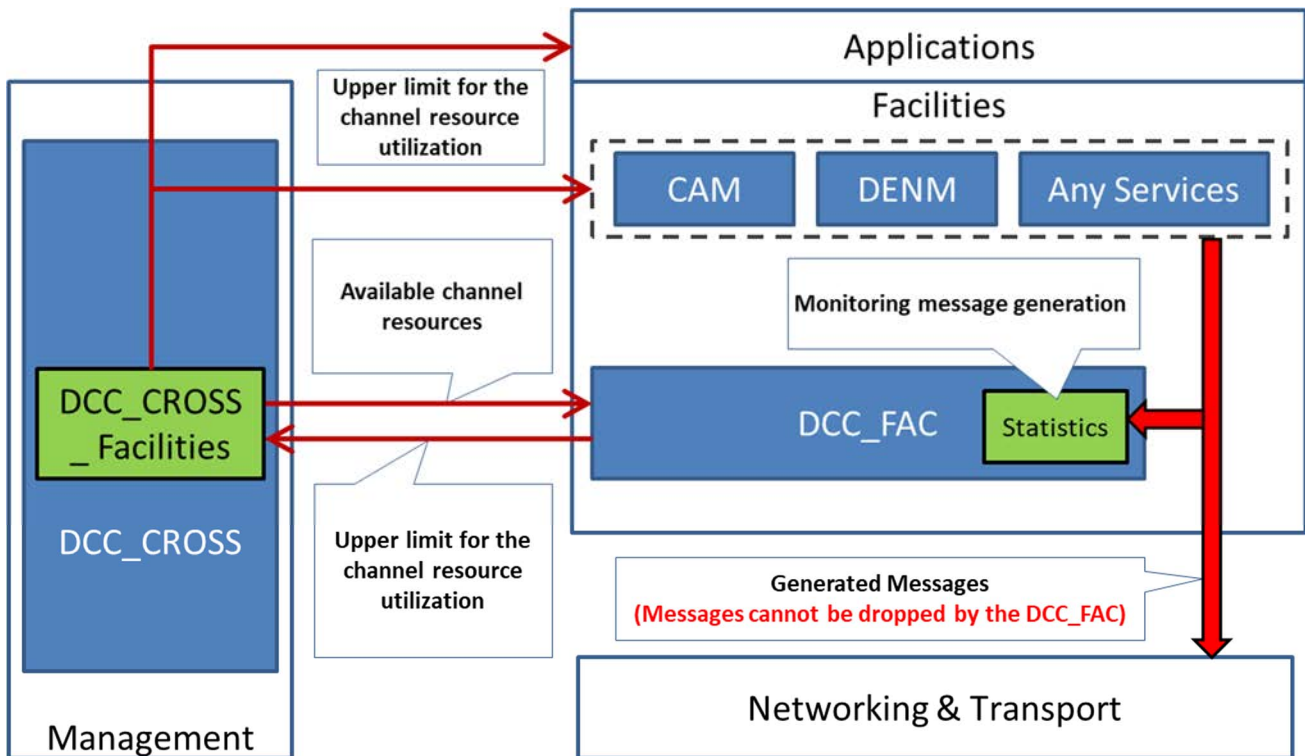 Applications
Upper limit for the
channel resource
utilization
Facilities
CAM
DENM
Any Services
Available channel
resources
Monitoring message generation
DCC_CROSS
_ Facilities
DCC_FAC
Statistics
DCC_CROSS
Upper limit for the
channel resource
utilization
Generated Messages
(Messages cannot be dropped by the DCC_FAC)
Management
Networking & Transport